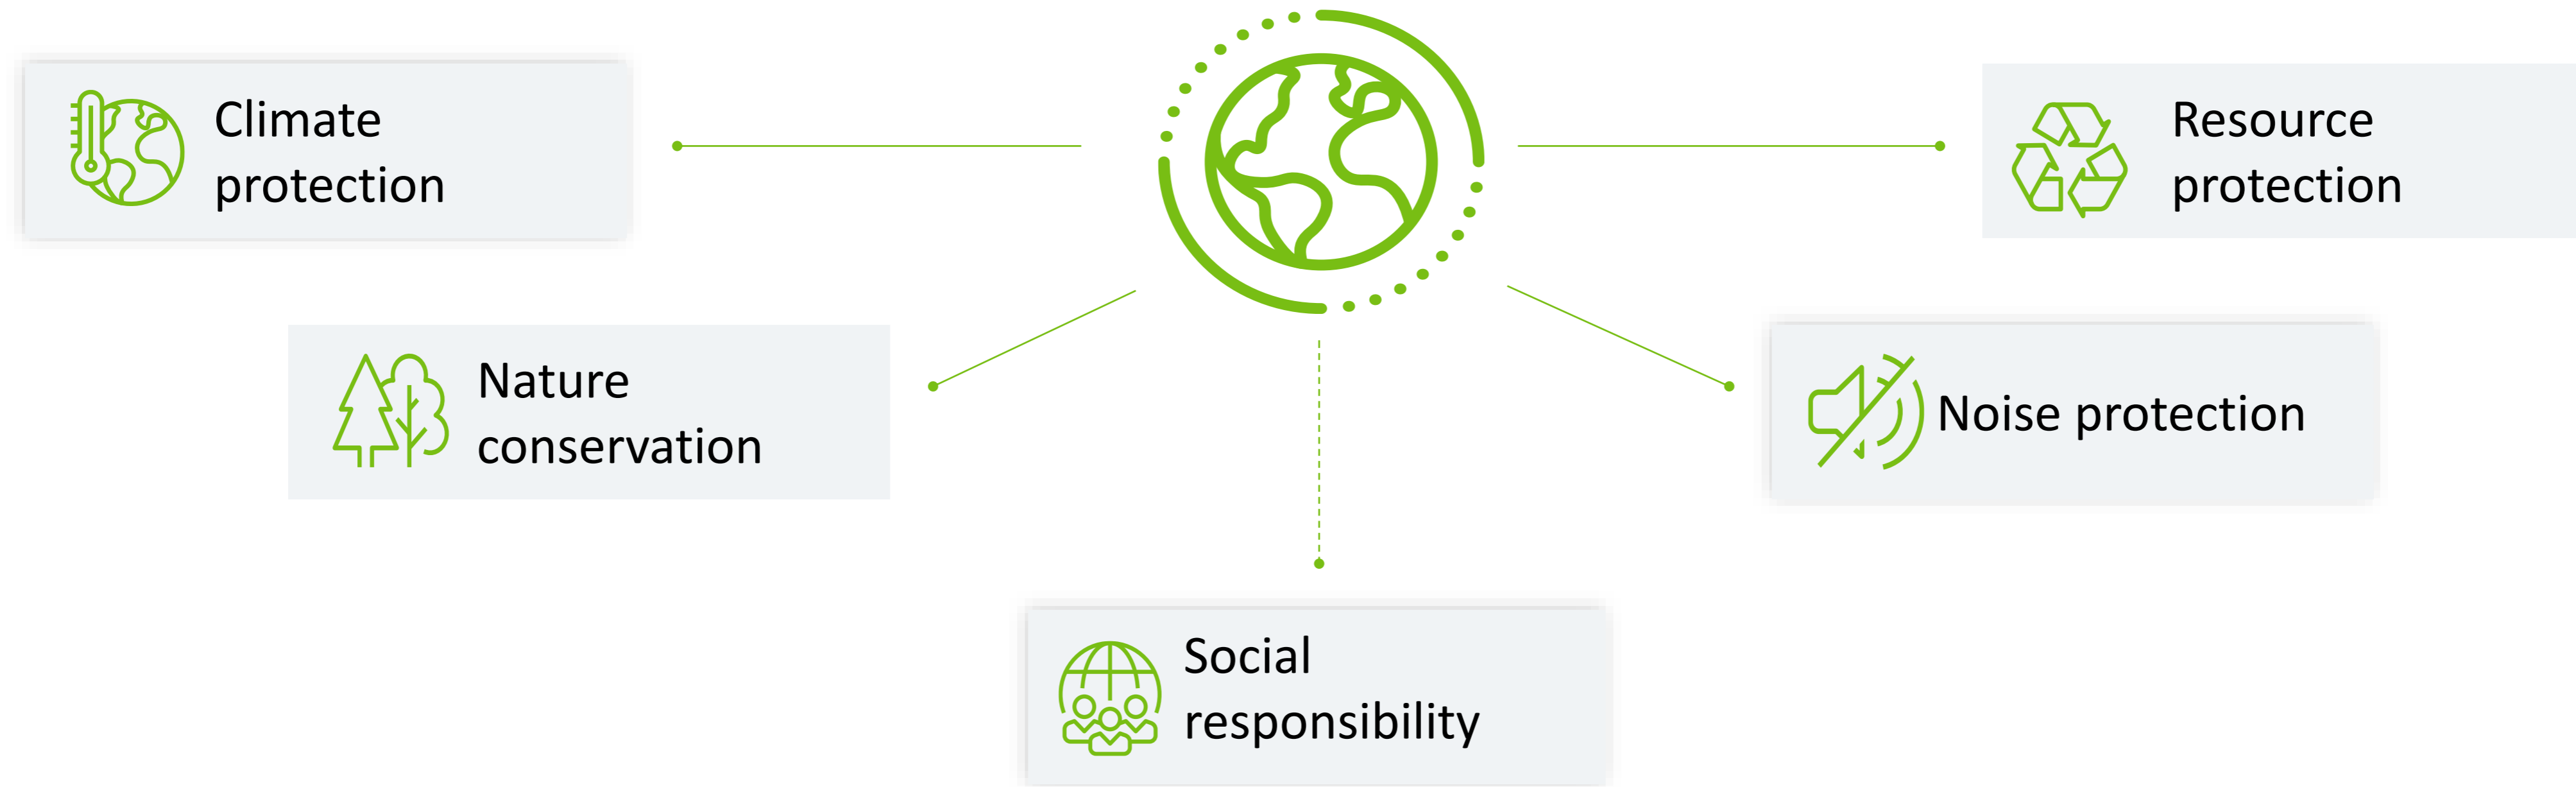 Climate
protection
Resource
protection
Nature
conservation
Noise protection
Social
responsibility